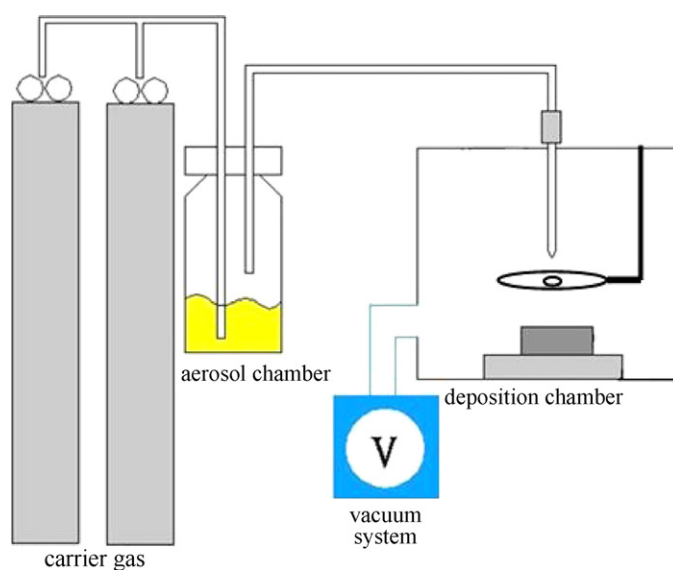 aerosol chamber
deposition chamber
V
vacuum
system
carrier gas